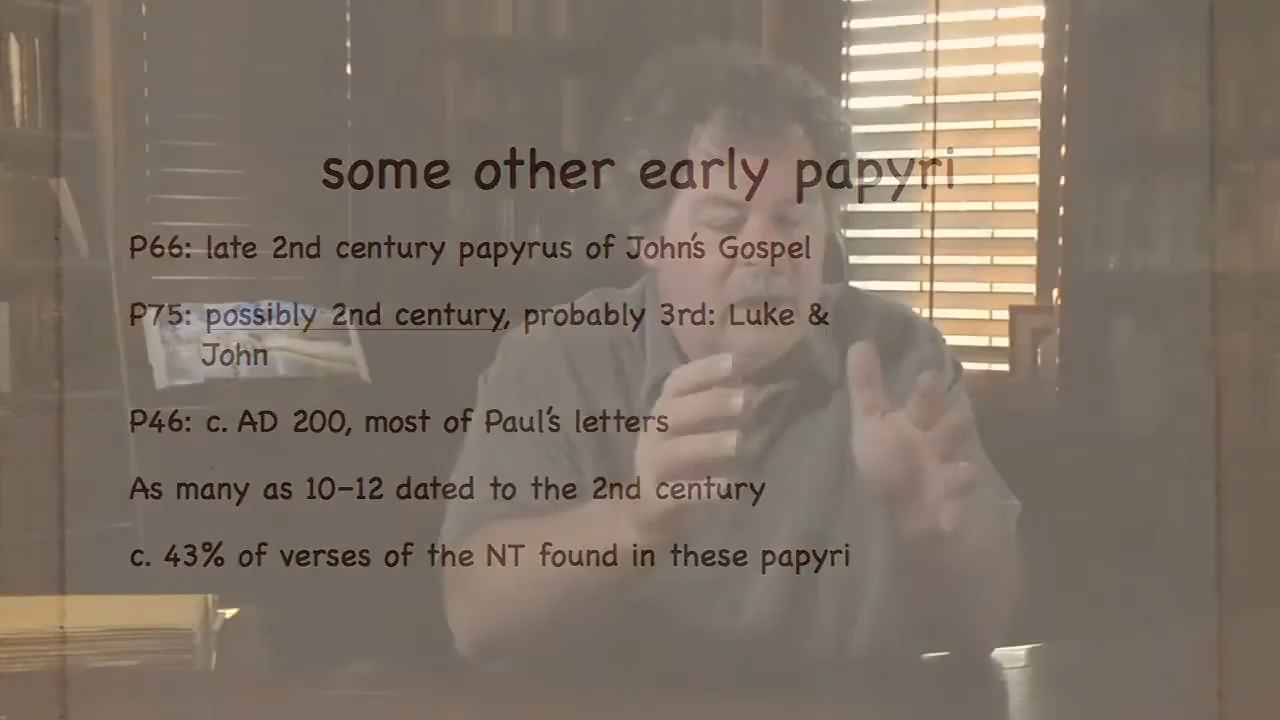 some other early papyri
P66: late 2nd century papyrus of John's Gospel
P75: possibly 2nd century, probably 3rd: Luke &
John
P46: c. AD 200, most of Paul's letters
As many as 10–12 dated to the 2nd century
c. 43% of verses of the NT found in these papyri